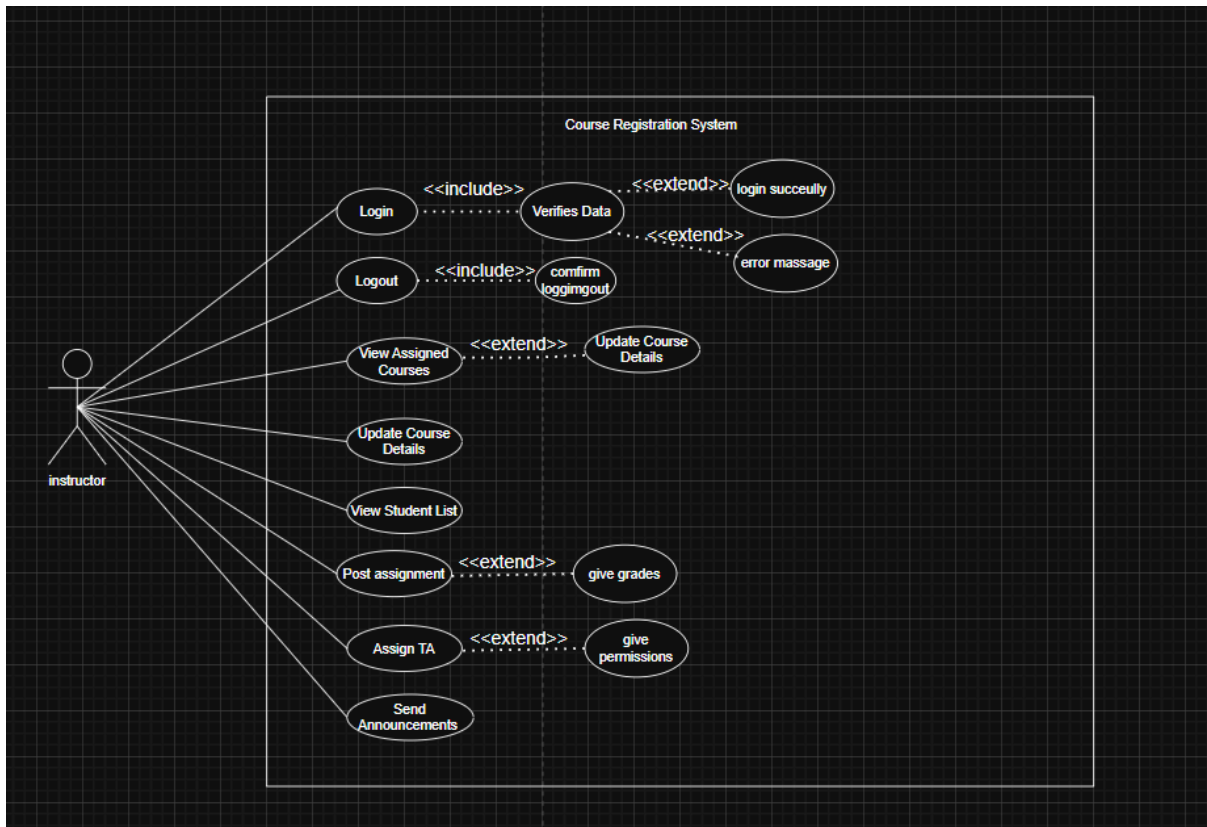 Course Registration System
<<include>>
<<extend>>
login succeully
Login
Verifies Data
<<extend>>
error massage
Logout
<<include>>
comfirm
loggimgout
View Assigned
Courses
<<extend>>
Update Course
Details
Update Course
Details
instructor
View Student List
Post assignment
<<extend>>
give grades
Assign TA
<<extend>>
give
permissions
Send
Announcements